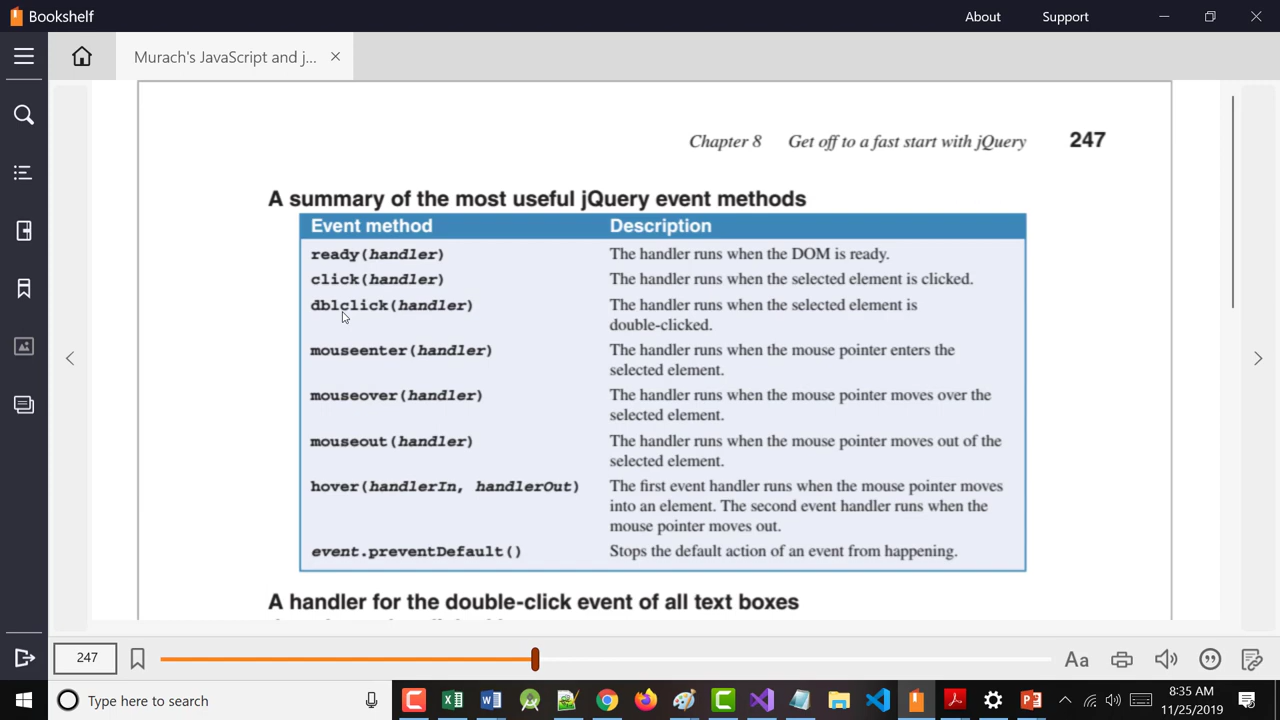 Bookshelf
About
Support
Murach's JavaScript and j...
Chapter 8 Get off to a fast start with jQuery 247
A summary of the most useful jQuery event methods
Event method Description
ready(handler) The handler runs when the DOM is ready.
click(handler) The handler runs when the selected element is clicked.
dblclick(handler) The handler runs when the selected element is
double-clicked.
mouseenter(handler) The handler runs when the mouse pointer enters the
selected element.
mouseover(handler) The handler runs when the mouse pointer moves over the
selected element.
mouseout(handler) The handler runs when the mouse pointer moves out of the
selected element.
hover(handlerIn, handlerOut) The first event handler runs when the mouse pointer moves
into an element. The second event handler runs when the
mouse pointer moves out.
event.preventDefault() Stops the default action of an event from happening.
A handler for the double-click event of all text boxes
247
Aa
Type here to search
8:35 AM
11/25/2019